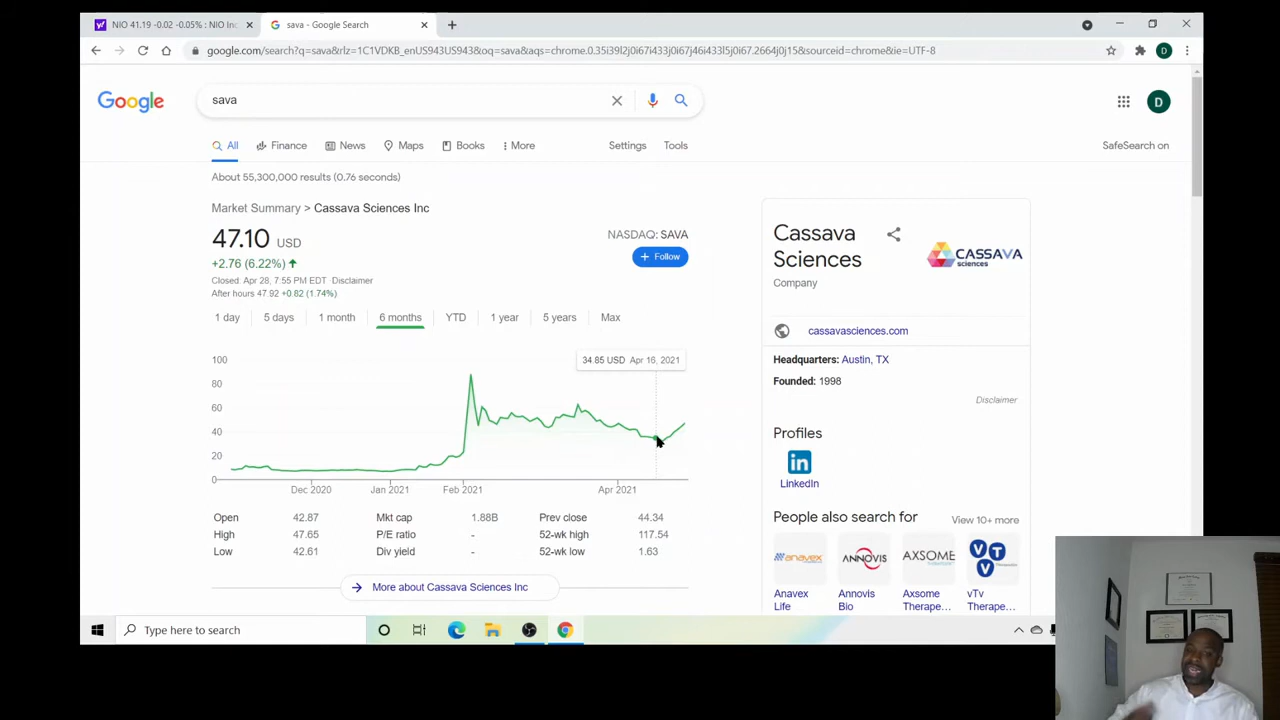 NIO 41.19 -0.02 -0.05% : NIO Inc
sava - Google Search
google.com/search?q=sava&rlz=1C1VDKB_enUS943US943&oq=sava&aqs=chrome.0.35i39l2j0i67i433j0i67j46i433l5j0i67.2664j0j15&sourceid=chrome&ie=UTF-8
D
Google
sava
D
All
Finance
News
Maps
Books
More
Settings
Tools
SafeSearch on
About 55,300,000 results (0.76 seconds)
Market Summary > Cassava Sciences Inc
47.10 USD
+2.76 (6.22%)
Closed. Apr 28, 7:55 PM EDT · Disclaimer
After hours 47.92 +0.82 (1.74%)
NASDAQ: SAVA
+ Follow
1 day
5 days
1 month
6 months
YTD
1 year
5 years
Max
34.85 USD Apr 16, 2021
100
80
60
40
20
0
Dec 2020
Jan 2021
Feb 2021
Apr 2021
Open 42.87
High 47.65
Low 42.61
Mkt cap 1.88B
P/E ratio -
Div yield -
Prev close 44.34
52-wk high 117.54
52-wk low 1.63
More about Cassava Sciences Inc
Cassava
Sciences
Company
CASSAVA
sciences
cassavasciences.com
Headquarters: Austin, TX
Founded: 1998
Disclaimer
Profiles
in
LinkedIn
People also search for
View 10+ more
anavex
ANNOVIS
AXSOME
VTV
Anavex
Life
Annovis
Bio
Axsome
Therape...
vTv
Therape...
Type here to search